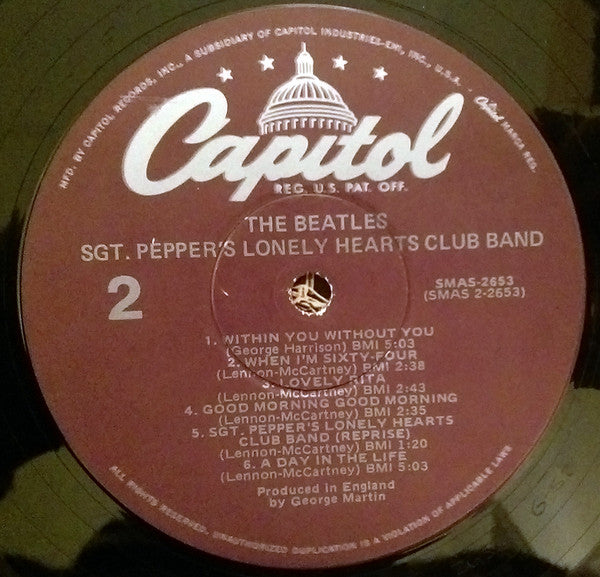 MFD. BY CAPITOL RECORDS, INC., A SUBSIDIARY OF CAPITOL INDUSTRIES-EMI, INC., U.S.A. • Capitol MARCA REG.
Capitol
REG. U.S. PAT. OFF.
THE BEATLES
SGT. PEPPER'S LONELY HEARTS CLUB BAND
2
SMAS-2653
(SMAS 2-2653)
1. WITHIN YOU WITHOUT YOU
(George Harrison) BMI 5:03
2. WHEN I'M SIXTY-FOUR
(Lennon-McCartney) BMI 2:38
3. LOVELY RITA
(Lennon-McCartney) BMI 2:43
4. GOOD MORNING GOOD MORNING
(Lennon-McCartney) BMI 2:35
5. SGT. PEPPER'S LONELY HEARTS
CLUB BAND (REPRISE)
(Lennon-McCartney) BMI 1:20
6. A DAY IN THE LIFE
(Lennon-McCartney) BMI 5:03
Produced in England
by George Martin
ALL RIGHTS RESERVED. UNAUTHORIZED DUPLICATION IS A VIOLATION OF APPLICABLE LAWS